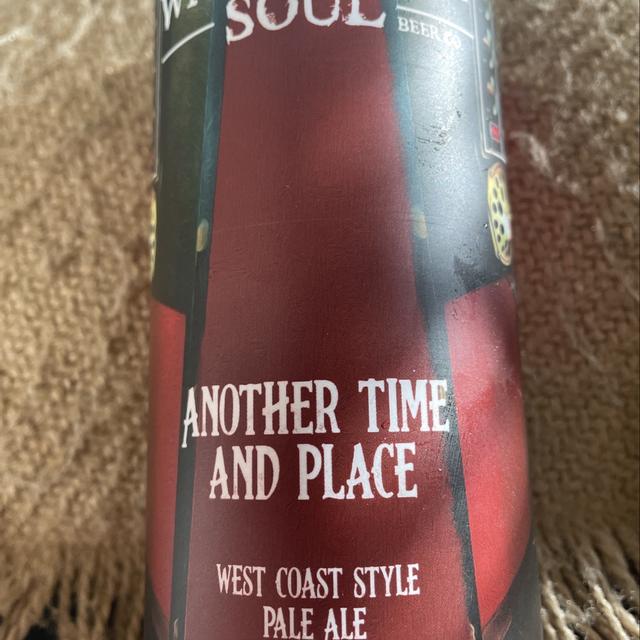 SOUL
BEER CO
ANOTHER TIME
AND PLACE
WEST COAST STYLE
PALE ALE